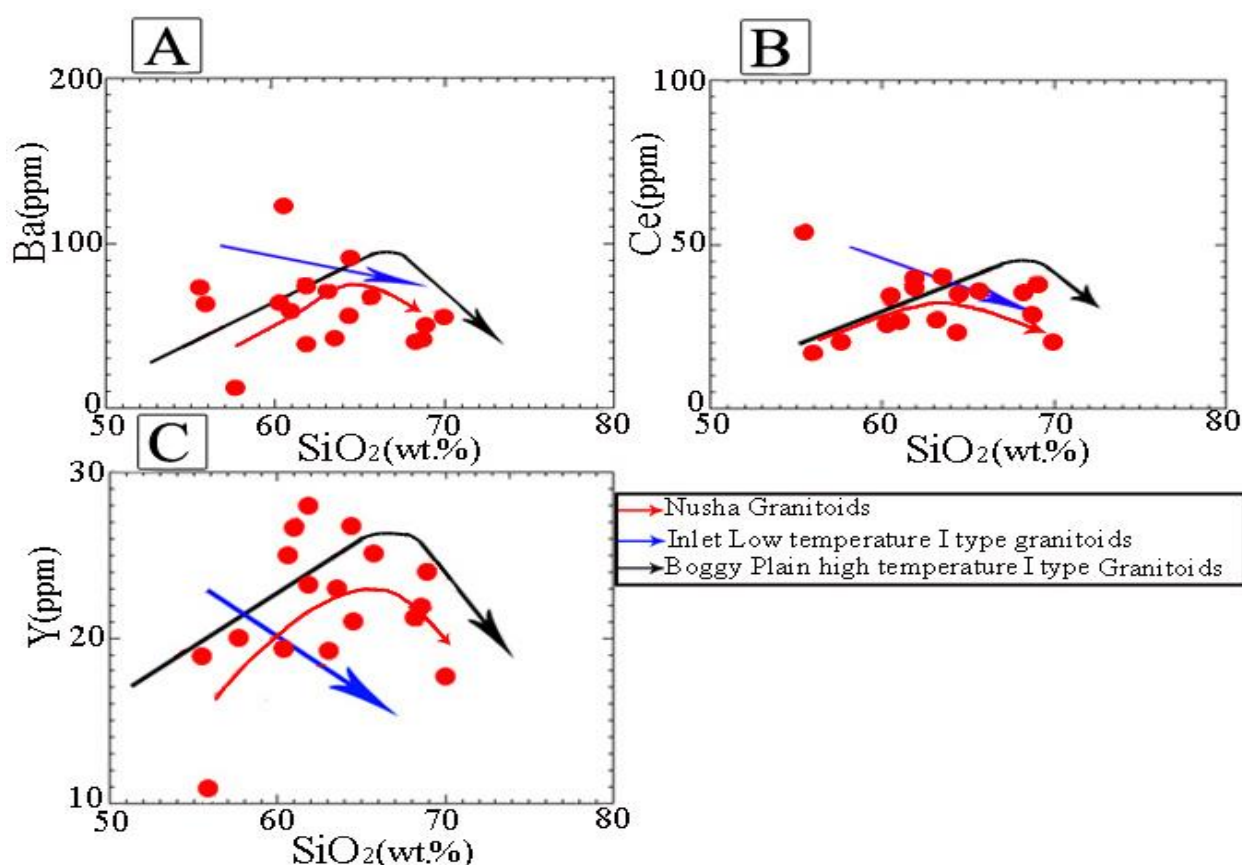 A
200
100
0
Ba(ppm)
50
60
70
80
SiO₂(wt.%)
B
100
50
0
Ce(ppm)
50
60
70
80
SiO₂(wt.%)
C
30
20
10
Y(ppm)
50
60
70
80
SiO₂(wt.%)
Nusha Granitoids
Inlet Low temperature I type granitoids
Boggy Plain high temperature I type Granitoids